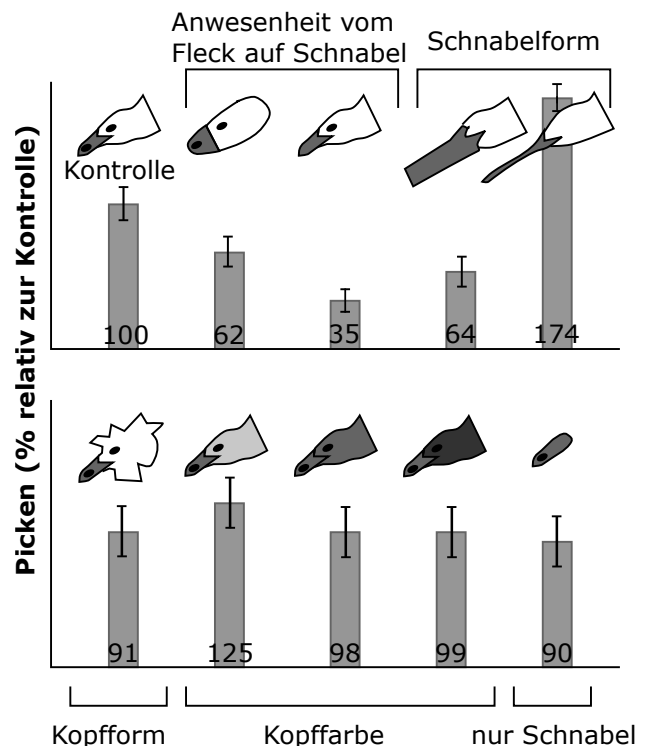 Anwesenheit vom
Fleck auf Schnabel
Schnabelform
Kontrolle
100
62
35
64
174
Picken (% relativ zur Kontrolle)
91
125
98
99
90
Kopfform
Kopffarbe
nur Schnabel